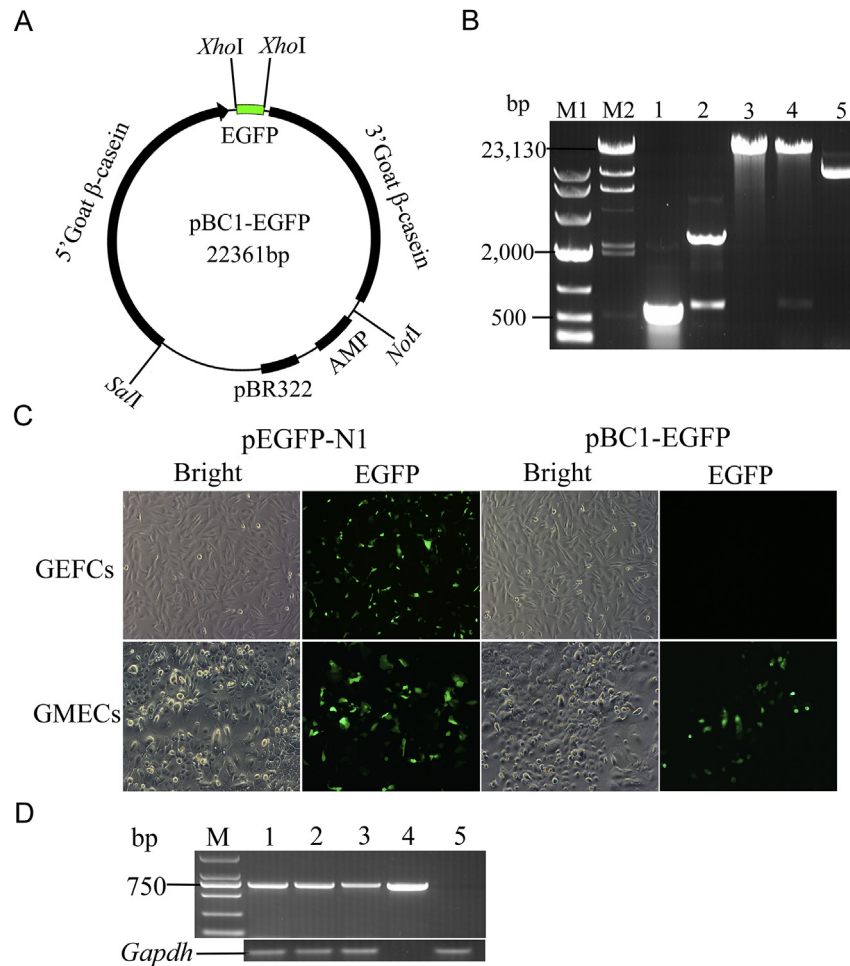 A
XhoI XhoI
EGFP
5’Goat β-casein
3’Goat β-casein
pBC1-EGFP
22361bp
NotI
AMP
pBR322
SalI
B
bp M1 M2 1 2 3 4 5
23,130
2,000
500
C
pEGFP-N1 pBC1-EGFP
Bright EGFP Bright EGFP
GEFCs
GMECs
D
bp M 1 2 3 4 5
750
Gapdh